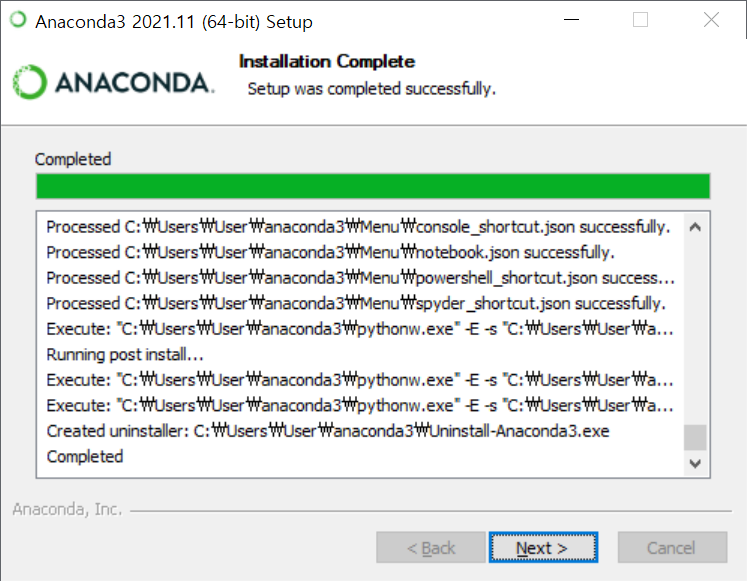 Anaconda3 2021.11 (64-bit) Setup
ANACONDA.
Installation Complete
Setup was completed successfully.
Completed
Processed C:₩Users₩User₩anaconda3₩Menu₩console_shortcut.json successfully.
Processed C:₩Users₩User₩anaconda3₩Menu₩notebook.json successfully.
Processed C:₩Users₩User₩anaconda3₩Menu₩powershell_shortcut.json success...
Processed C:₩Users₩User₩anaconda3₩Menu₩spyder_shortcut.json successfully.
Execute: "C:₩Users₩User₩anaconda3₩pythonw.exe" -E -s "C:₩Users₩User₩a...
Running post install...
Execute: "C:₩Users₩User₩anaconda3₩pythonw.exe" -E -s "C:₩Users₩User₩a...
Execute: "C:₩Users₩User₩anaconda3₩pythonw.exe" -E -s "C:₩Users₩User₩a...
Created uninstaller: C:₩Users₩User₩anaconda3₩Uninstall-Anaconda3.exe
Completed
Anaconda, Inc.
< Back Next > Cancel